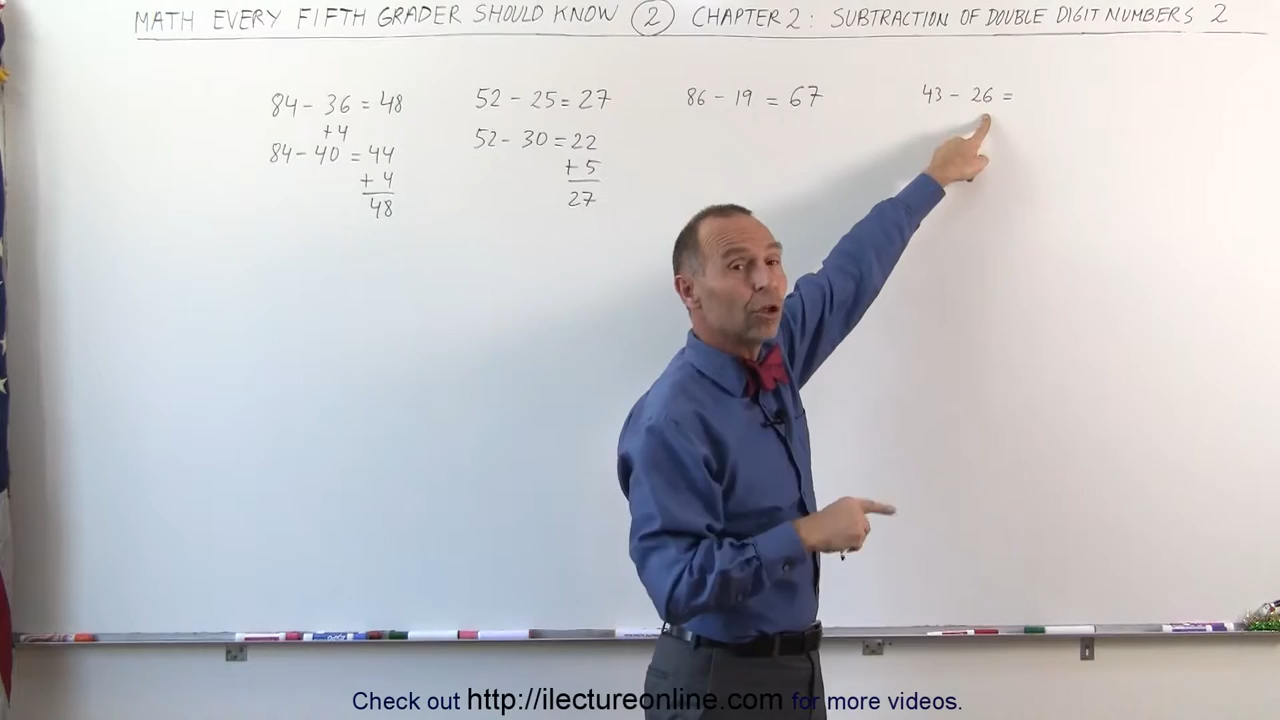 MATH EVERY FIFTH GRADER SHOULD KNOW 2 CHAPTER 2: SUBTRACTION OF DOUBLE DIGIT NUMBERS 2
84 - 36 = 48
+4
84 - 40 = 44
+ 4
48
52 - 25 = 27
52 - 30 = 22
+ 5
27
86 - 19 = 67
43 - 26 =
Check out http://ilectureonline.com for more videos.